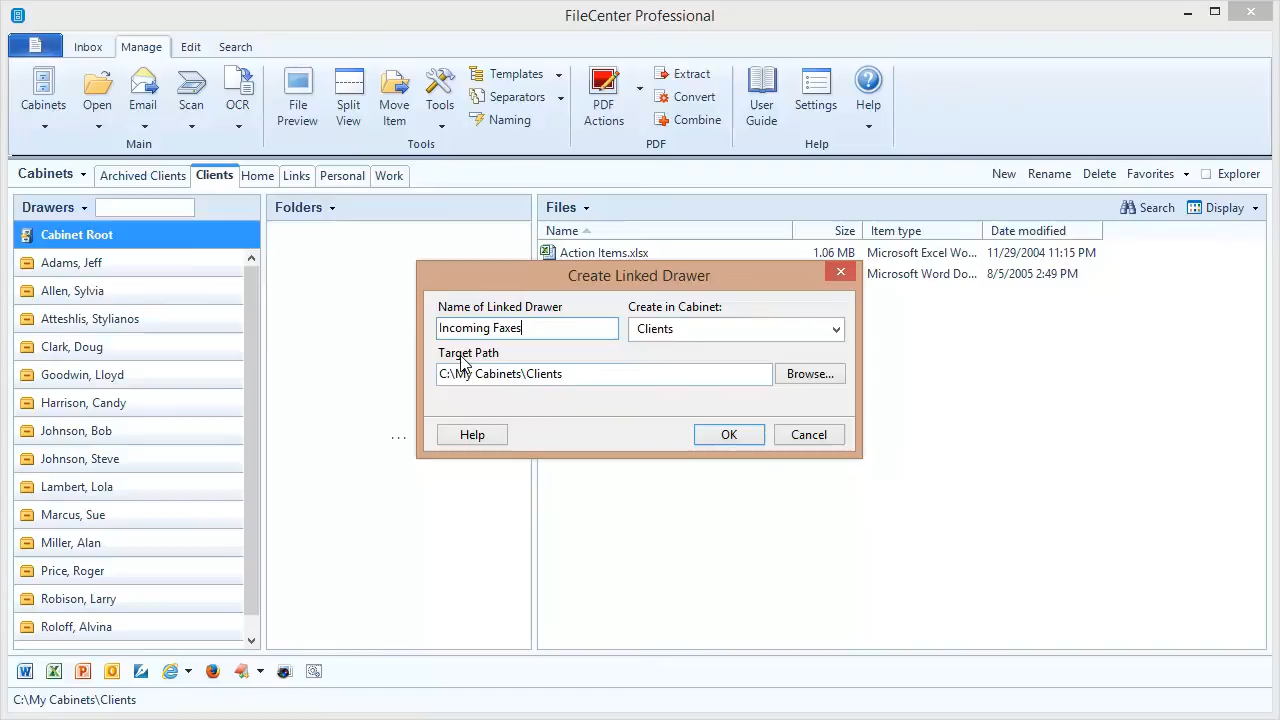 FileCenter Professional
Inbox Manage Edit Search
Cabinets Open Email Scan OCR File Preview Split View Move Item Tools Templates Separators Naming PDF Actions Extract Convert Combine User Guide Settings Help
Main Tools PDF Help
Cabinets Archived Clients Clients Home Links Personal Work New Rename Delete Favorites Explorer
Drawers Folders Files Search Display
Cabinet Root
Name Size Item type Date modified
Action Items.xlsx 1.06 MB Microsoft Excel Wo... 11/29/2004 11:15 PM
Microsoft Word Do... 8/5/2005 2:49 PM
Adams, Jeff
Allen, Sylvia
Atteshlis, Stylianos
Clark, Doug
Goodwin, Lloyd
Harrison, Candy
Johnson, Bob
Johnson, Steve
Lambert, Lola
Marcus, Sue
Miller, Alan
Price, Roger
Robison, Larry
Roloff, Alvina
...
Create Linked Drawer
Name of Linked Drawer Create in Cabinet:
Incoming Faxes Clients
Target Path
C:\My Cabinets\Clients Browse...
Help OK Cancel
C:\My Cabinets\Clients